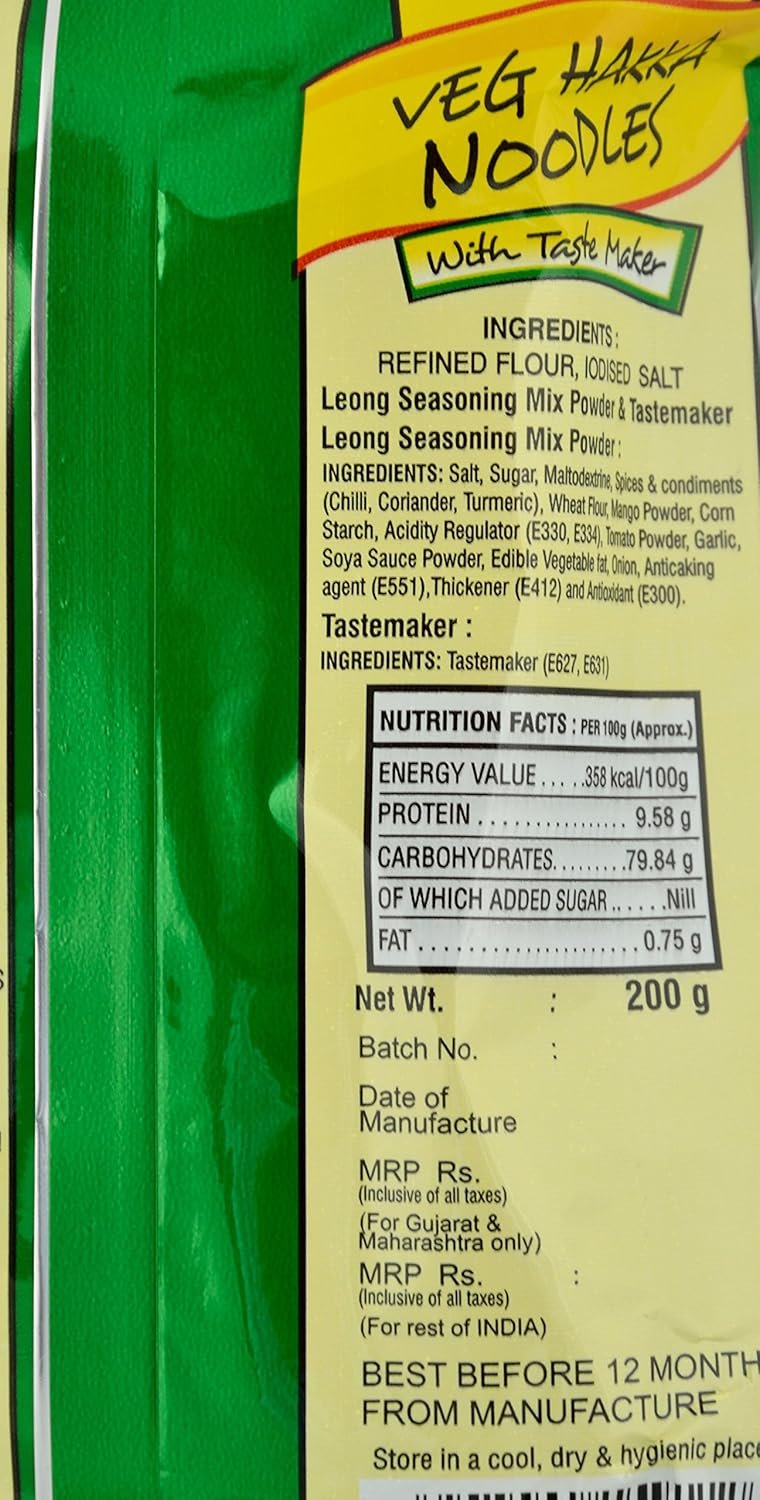 VEG HAKKA
NOODLES
With Taste Maker
INGREDIENTS:
REFINED FLOUR, IODISED SALT
Leong Seasoning Mix Powder & Tastemaker
Leong Seasoning Mix Powder:
INGREDIENTS: Salt, Sugar, Maltodextrine, Spices & condiments
(Chilli, Coriander, Turmeric), Wheat Flour, Mango Powder, Corn
Starch, Acidity Regulator (E330, E334), Tomato Powder, Garlic,
Soya Sauce Powder, Edible Vegetable fat, Onion, Anticaking
agent (E551),Thickener (E412) and Antioxidant (E300).
Tastemaker :
INGREDIENTS: Tastemaker (E627, E631)
NUTRITION FACTS : PER 100g (Approx.)
ENERGY VALUE......358 kcal/100g
PROTEIN................ 9.58 g
CARBOHYDRATES.........79.84 g
OF WHICH ADDED SUGAR.......Nill
FAT.....................0.75 g
Net Wt. : 200 g
Batch No. :
Date of
Manufacture
MRP Rs.
(Inclusive of all taxes)
(For Gujarat &
Maharashtra only)
MRP Rs. :
(Inclusive of all taxes)
(For rest of INDIA)
BEST BEFORE 12 MONTH
FROM MANUFACTURE
Store in a cool, dry & hygienic place